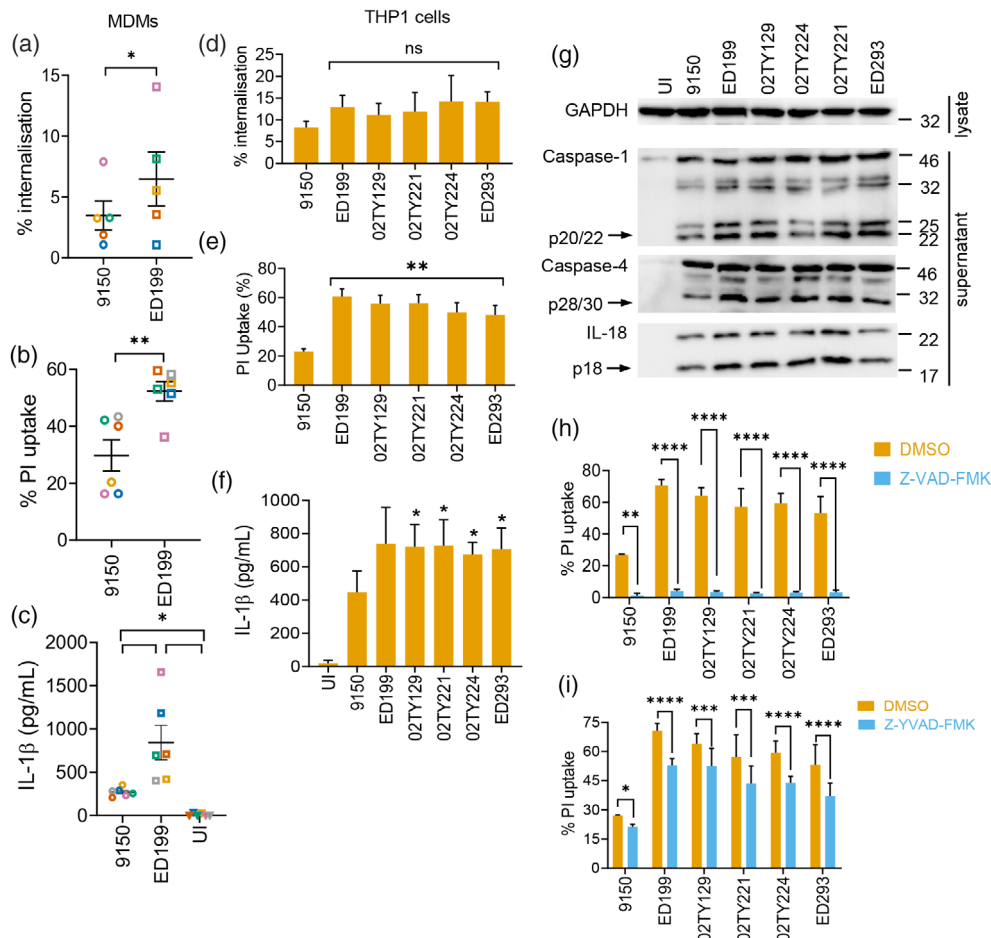 MDMs
THP1 cells
(a)
*
% internalisation
15
10
5
0
9150
ED199
(b)
**
% PI uptake
60
40
20
0
9150
ED199
(c)
*
IL-1β (pg/mL)
2000
1500
1000
500
0
9150
ED199
UI
(d)
ns
% internalisation
25
20
15
10
5
0
9150
ED199
02TY129
02TY221
02TY224
ED293
(e)
**
PI Uptake (%)
80
60
40
20
0
9150
ED199
02TY129
02TY221
02TY224
ED293
(f)
* * * *
IL-1β (pg/mL)
1000
800
600
400
200
0
UI
9150
ED199
02TY129
02TY221
02TY224
ED293
(g)
UI
9150
ED199
02TY129
02TY224
02TY221
ED293
GAPDH
32
lysate
Caspase-1
46
32
25
p20/22
22
Caspase-4
46
p28/30
32
IL-18
22
p18
17
supernatant
(h)
DMSO
Z-VAD-FMK
** **** **** **** **** ****
% PI uptake
80
60
40
20
0
9150
ED199
02TY129
02TY221
02TY224
ED293
(i)
DMSO
Z-YVAD-FMK
* **** *** *** **** ****
% PI uptake
75
60
45
30
15
0
9150
ED199
02TY129
02TY221
02TY224
ED293